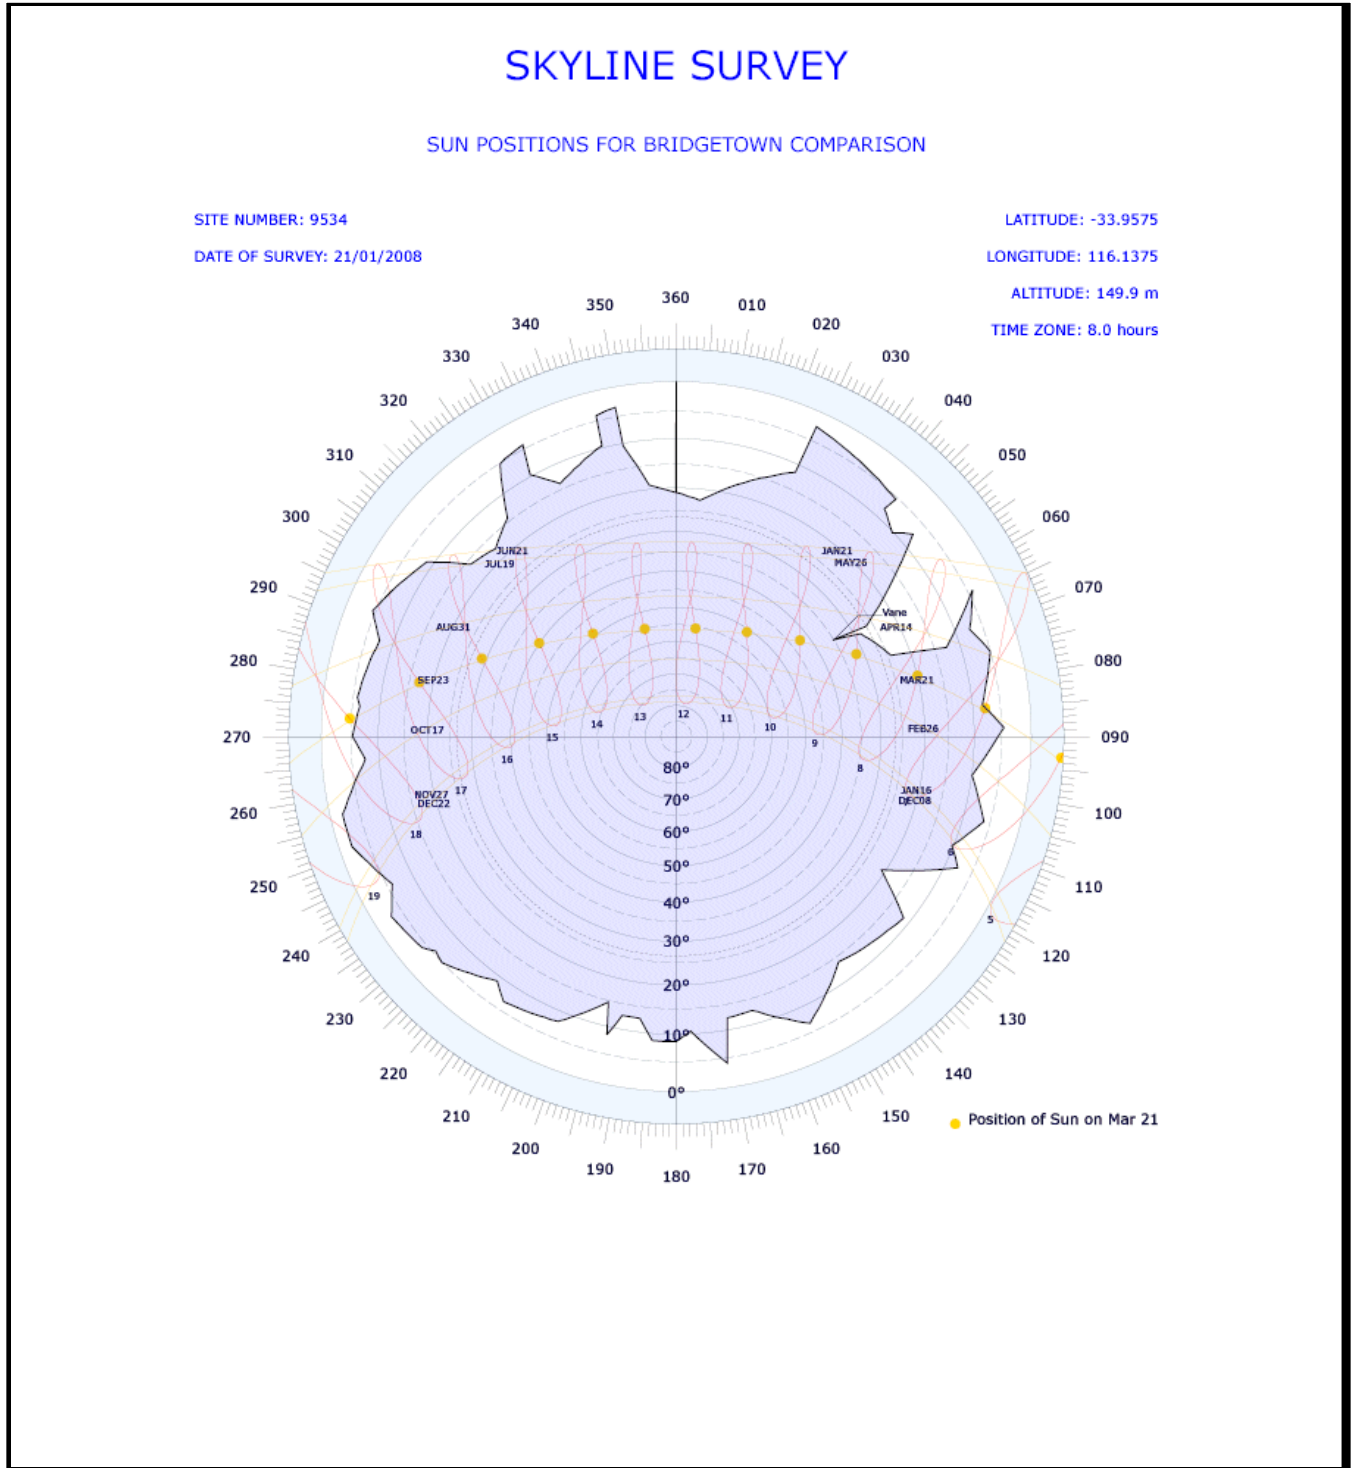 SKYLINE SURVEY
SUN POSITIONS FOR BRIDGETOWN COMPARISON
SITE NUMBER: 9534
LATITUDE: -33.9575
DATE OF SURVEY: 21/01/2008
LONGITUDE: 116.1375
ALTITUDE: 149.9 m
TIME ZONE: 8.0 hours
360
350
010
340
020
330
030
320
040
310
050
300
060
290
070
280
080
270
090
260
100
250
110
240
120
230
130
220
140
210
150
200
160
190
170
180
JUN21
JAN21
JUL19
MAY26
Vane
AUG31
APR14
SEP23
MAR21
OCT17
FEB26
NOV27
JAN16
DEC22
DEC08
19
18
17
16
15
14
13
12
11
10
9
8
6
5
80°
70°
60°
50°
40°
30°
20°
10°
0°
Position of Sun on Mar 21